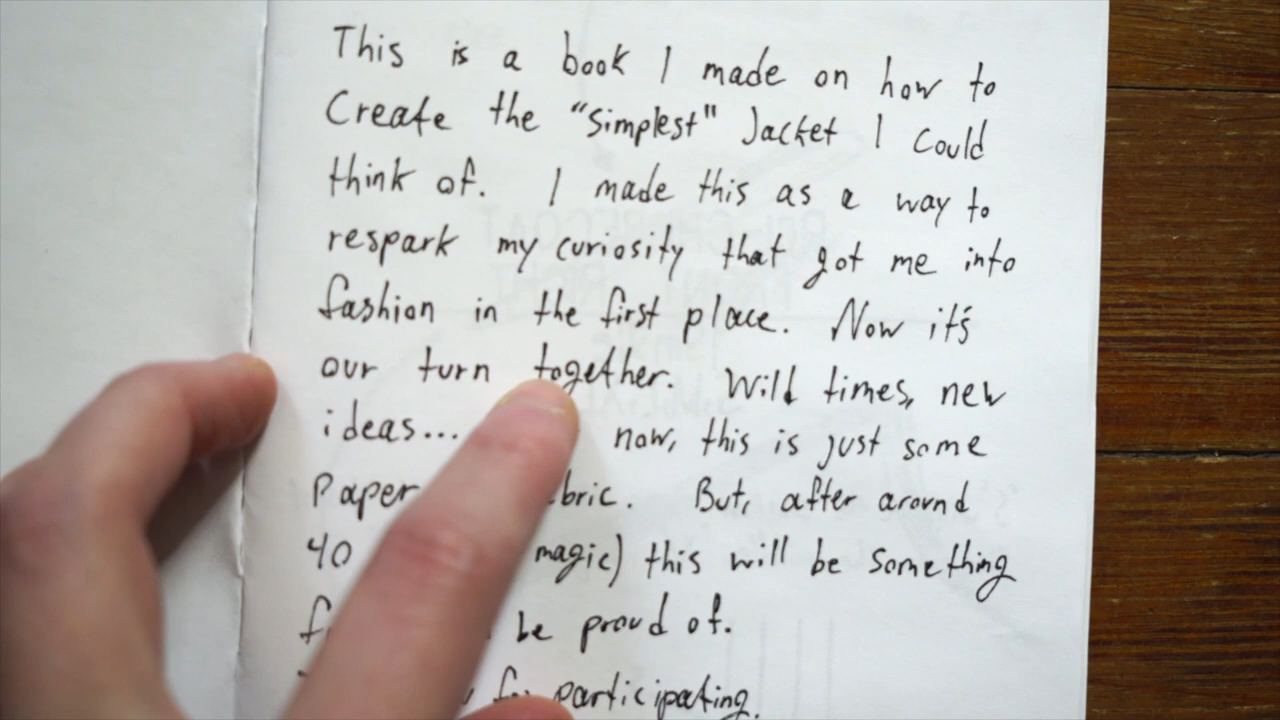 This is a book I made on how to
Create the "Simplest" Jacket I Could
think of. I made this as a way to
respark my curiosity that got me into
fashion in the first place. Now it's
our turn together. Wild times, new
ideas... now, this is just some
Paper
But, after around
40 magic) this will be something
be proud of.
for participating.